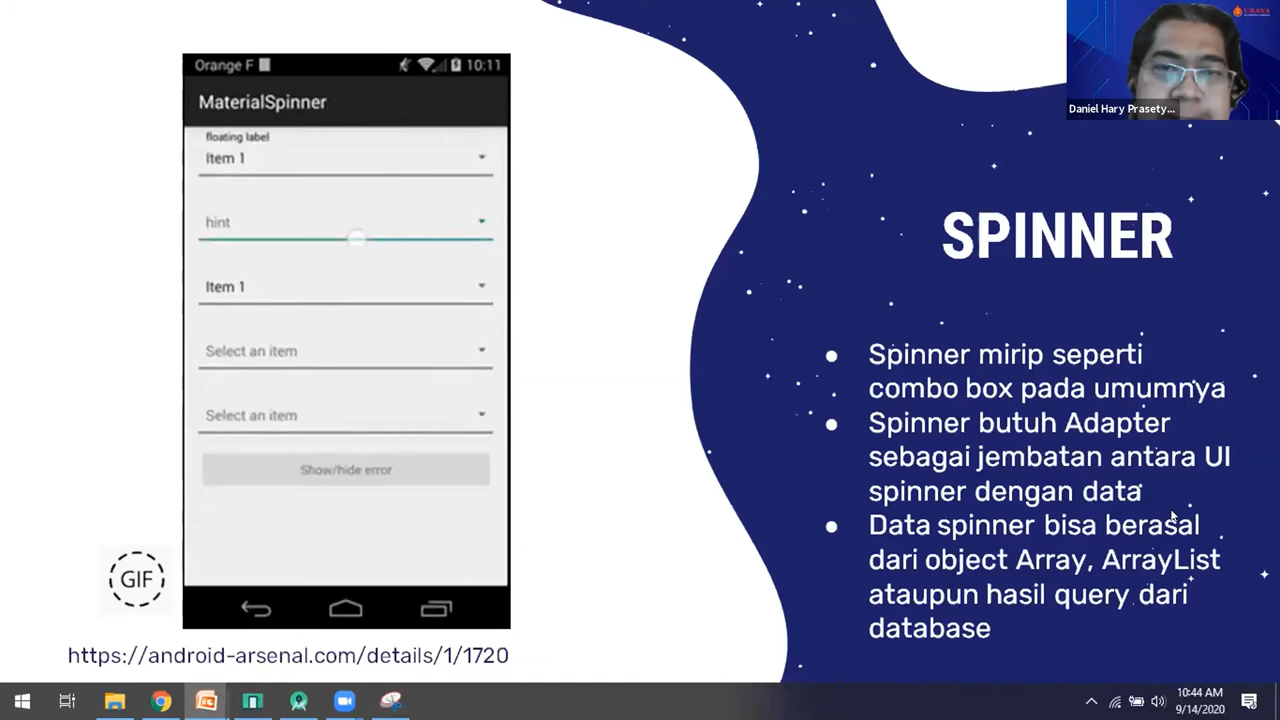 Orange F
10:11
MaterialSpinner
floating label
Item 1
hint
Item 1
Select an item
Select an item
Show/hide error
GIF
https://android-arsenal.com/details/1/1720
UBAYA
Daniel Hary Prasety...
SPINNER
● Spinner mirip seperti
combo box pada umumnya
● Spinner butuh Adapter
sebagai jembatan antara UI
spinner dengan data
● Data spinner bisa berasal
dari object Array, ArrayList
ataupun hasil query dari
database
10:44 AM
9/14/2020